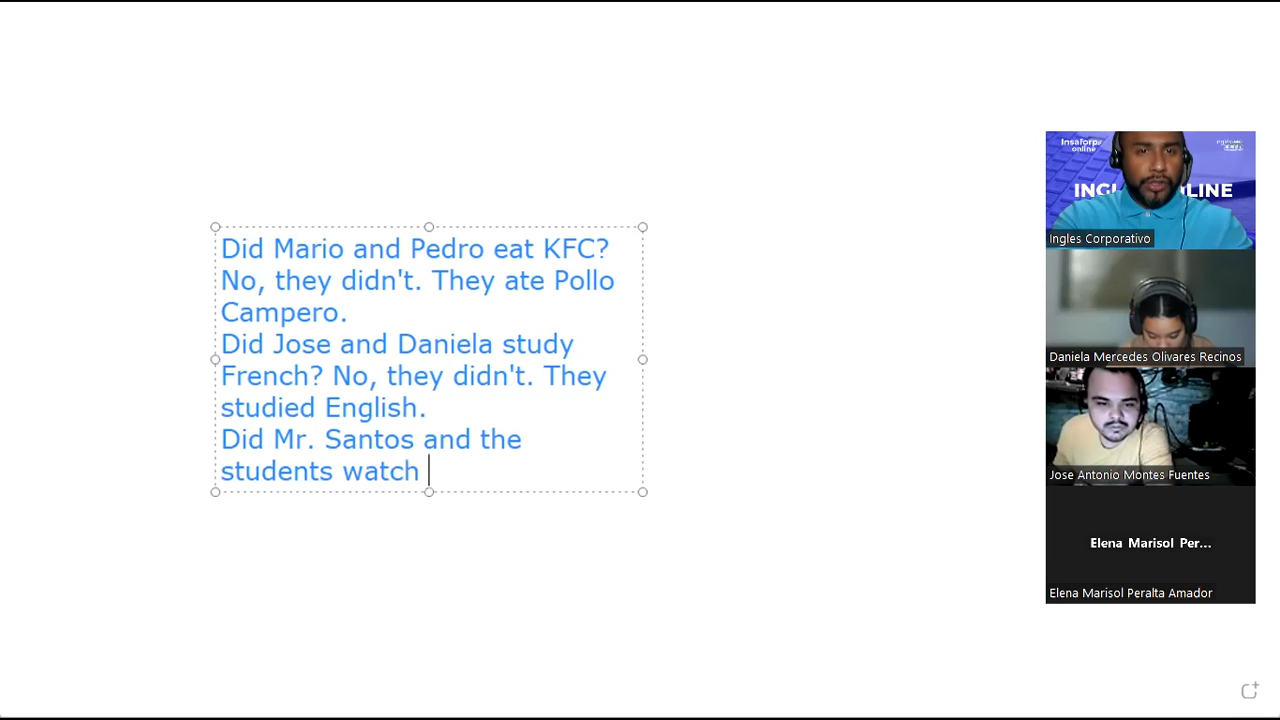 Did Mario and Pedro eat KFC?
No, they didn't. They ate Pollo
Campero.
Did Jose and Daniela study
French? No, they didn't. They
studied English.
Did Mr. Santos and the
students watch
Insaforp
online
Ingles Corporativo
Daniela Mercedes Olivares Recinos
Jose Antonio Montes Fuentes
Elena Marisol Per...
Elena Marisol Peralta Amador